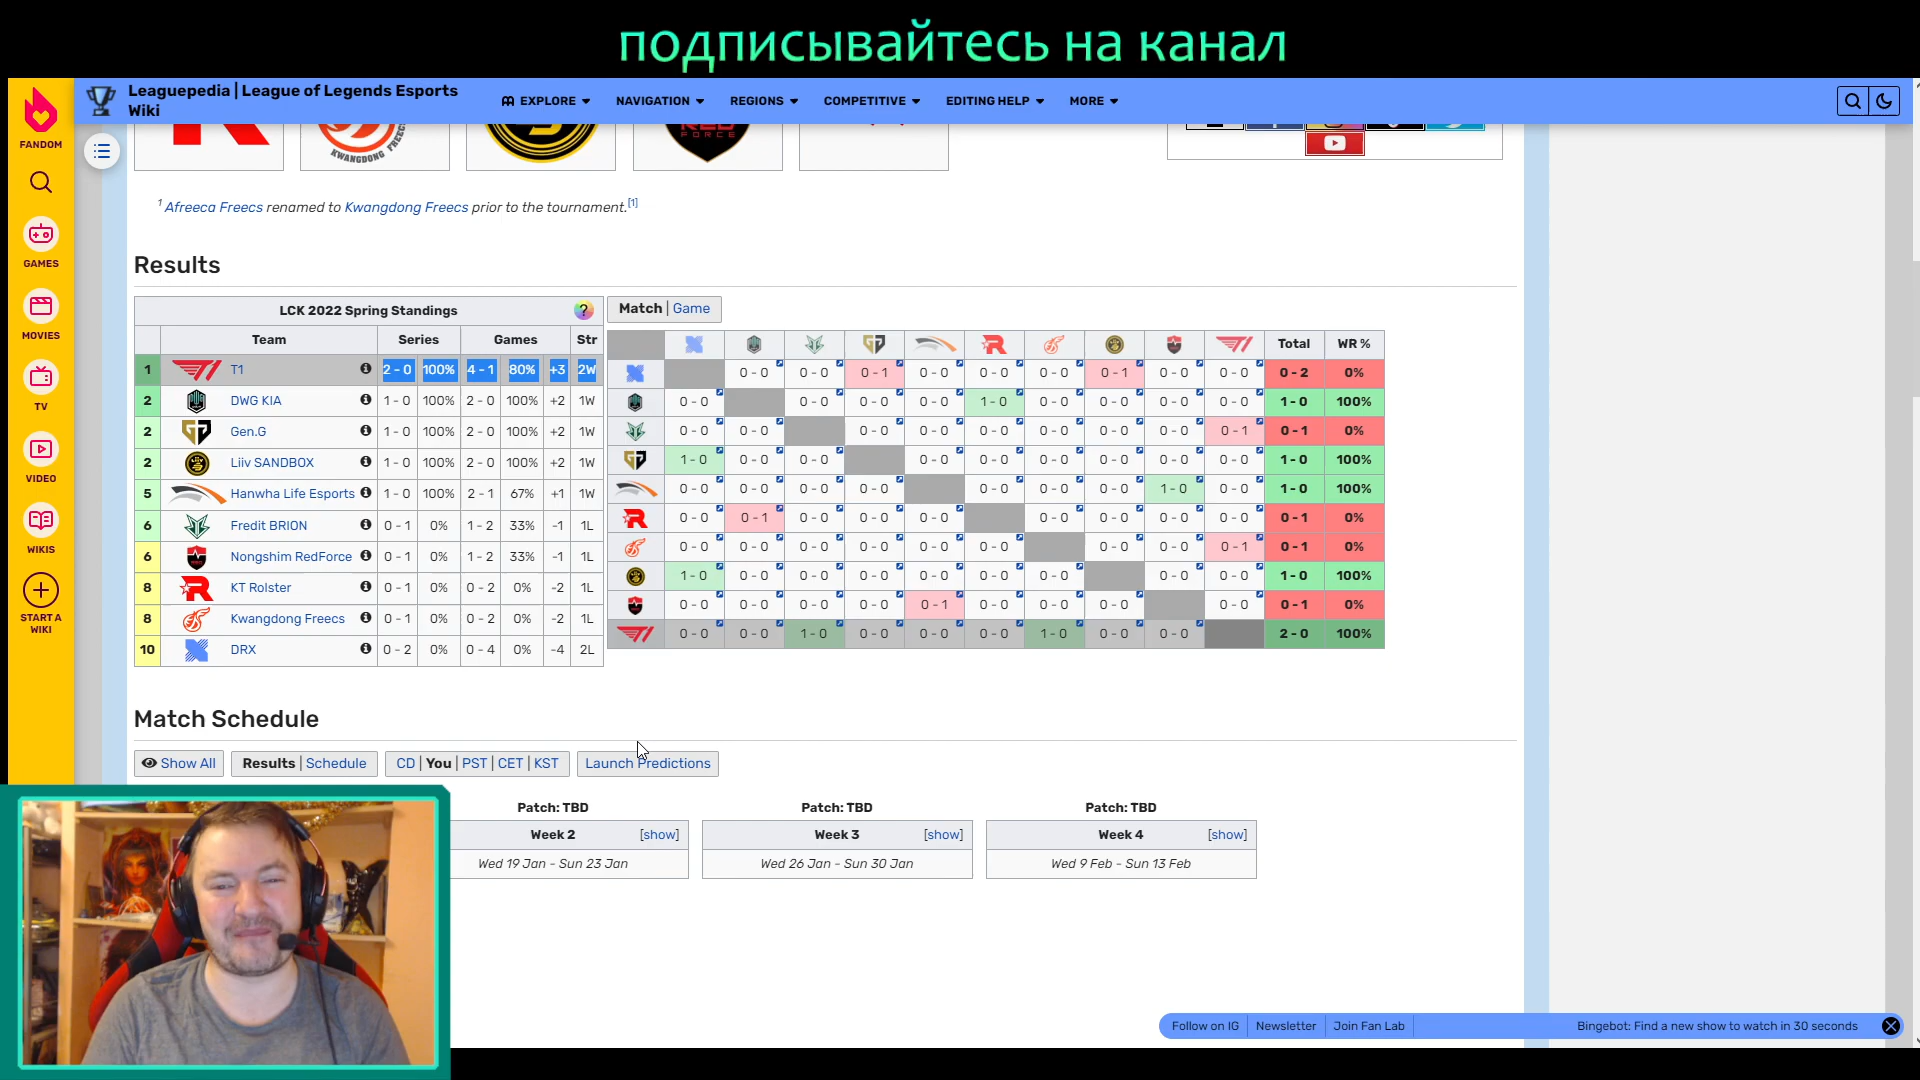 подписывайтесь на канал
Leaguepedia | League of Legends Esports
Wiki
EXPLORE
NAVIGATION
REGIONS
COMPETITIVE
EDITING HELP
MORE
FANDOM
GAMES
MOVIES
TV
VIDEO
WIKIS
START A
WIKI
KWANGDONG FREECS
RED
FORCE
1 Afreeca Freecs renamed to Kwangdong Freecs prior to the tournament.[1]
Results
LCK 2022 Spring Standings ?
Team Series Games Str
1 T1 2 - 0 100% 4 - 1 80% +3 2W
2 DWG KIA 1 - 0 100% 2 - 0 100% +2 1W
2 Gen.G 1 - 0 100% 2 - 0 100% +2 1W
2 Liiv SANDBOX 1 - 0 100% 2 - 0 100% +2 1W
5 Hanwha Life Esports 1 - 0 100% 2 - 1 67% +1 1W
6 Fredit BRION 0 - 1 0% 1 - 2 33% -1 1L
6 Nongshim RedForce 0 - 1 0% 1 - 2 33% -1 1L
8 KT Rolster 0 - 1 0% 0 - 2 0% -2 1L
8 Kwangdong Freecs 0 - 1 0% 0 - 2 0% -2 1L
10 DRX 0 - 2 0% 0 - 4 0% -4 2L
Match | Game
Total WR %
0 - 0 0 - 0 0 - 1 0 - 0 0 - 0 0 - 0 0 - 1 0 - 0 0 - 0 0 - 2 0%
0 - 0 0 - 0 0 - 0 0 - 0 1 - 0 0 - 0 0 - 0 0 - 0 0 - 0 1 - 0 100%
0 - 0 0 - 0 0 - 0 0 - 0 0 - 0 0 - 0 0 - 0 0 - 0 0 - 1 0 - 1 0%
1 - 0 0 - 0 0 - 0 0 - 0 0 - 0 0 - 0 0 - 0 0 - 0 0 - 0 1 - 0 100%
0 - 0 0 - 0 0 - 0 0 - 0 0 - 0 0 - 0 0 - 0 1 - 0 0 - 0 1 - 0 100%
0 - 0 0 - 1 0 - 0 0 - 0 0 - 0 0 - 0 0 - 0 0 - 0 0 - 0 0 - 1 0%
0 - 0 0 - 0 0 - 0 0 - 0 0 - 0 0 - 0 0 - 0 0 - 0 0 - 1 0 - 1 0%
1 - 0 0 - 0 0 - 0 0 - 0 0 - 0 0 - 0 0 - 0 0 - 0 0 - 0 1 - 0 100%
0 - 0 0 - 0 0 - 0 0 - 0 0 - 1 0 - 0 0 - 0 0 - 0 0 - 0 0 - 1 0%
0 - 0 0 - 0 1 - 0 0 - 0 0 - 0 0 - 0 1 - 0 0 - 0 0 - 0 2 - 0 100%
Match Schedule
Show All
Results | Schedule
CD | You | PST | CET | KST
Launch Predictions
Patch: TBD
Week 2 [show]
Wed 19 Jan - Sun 23 Jan
Patch: TBD
Week 3 [show]
Wed 26 Jan - Sun 30 Jan
Patch: TBD
Week 4 [show]
Wed 9 Feb - Sun 13 Feb
Follow on IG
Newsletter
Join Fan Lab
Bingebot: Find a new show to watch in 30 seconds